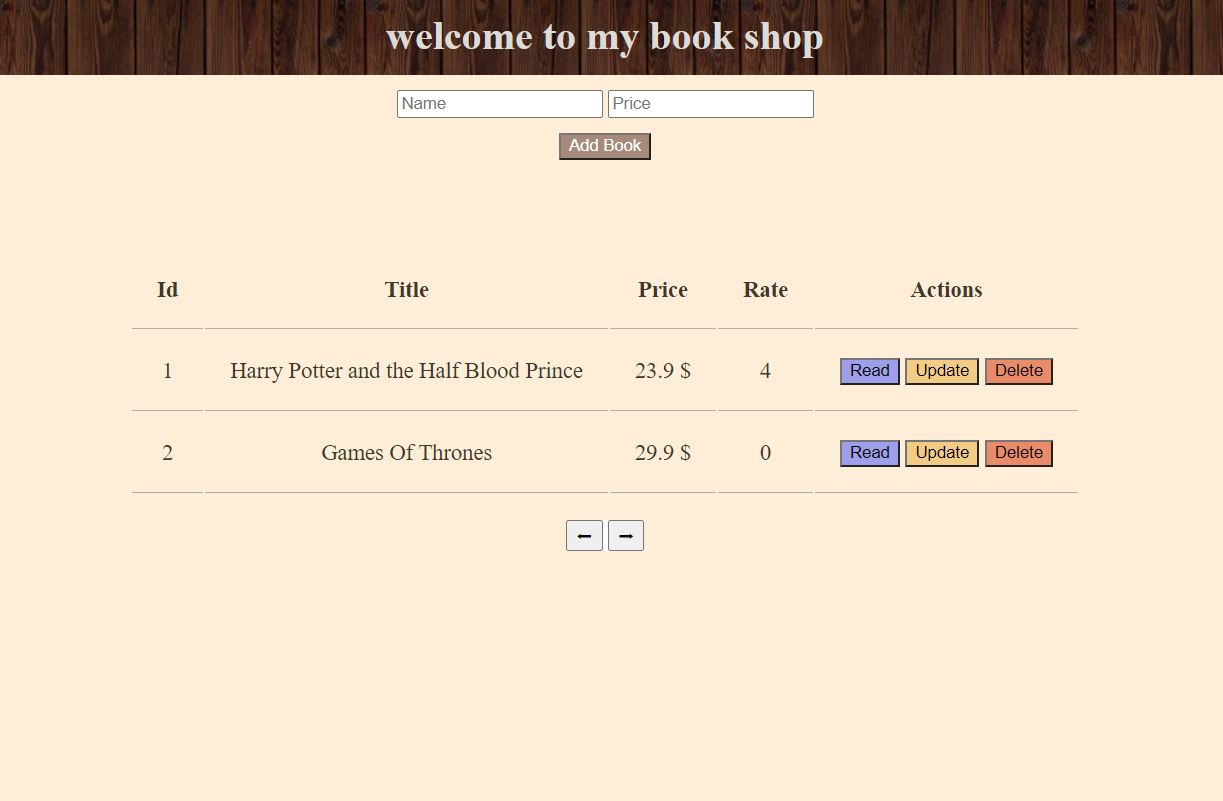 welcome to my book shop
Name Price
Add Book
Id Title Price Rate Actions
1 Harry Potter and the Half Blood Prince 23.9 $ 4 Read Update Delete
2 Games Of Thrones 29.9 $ 0 Read Update Delete
← →